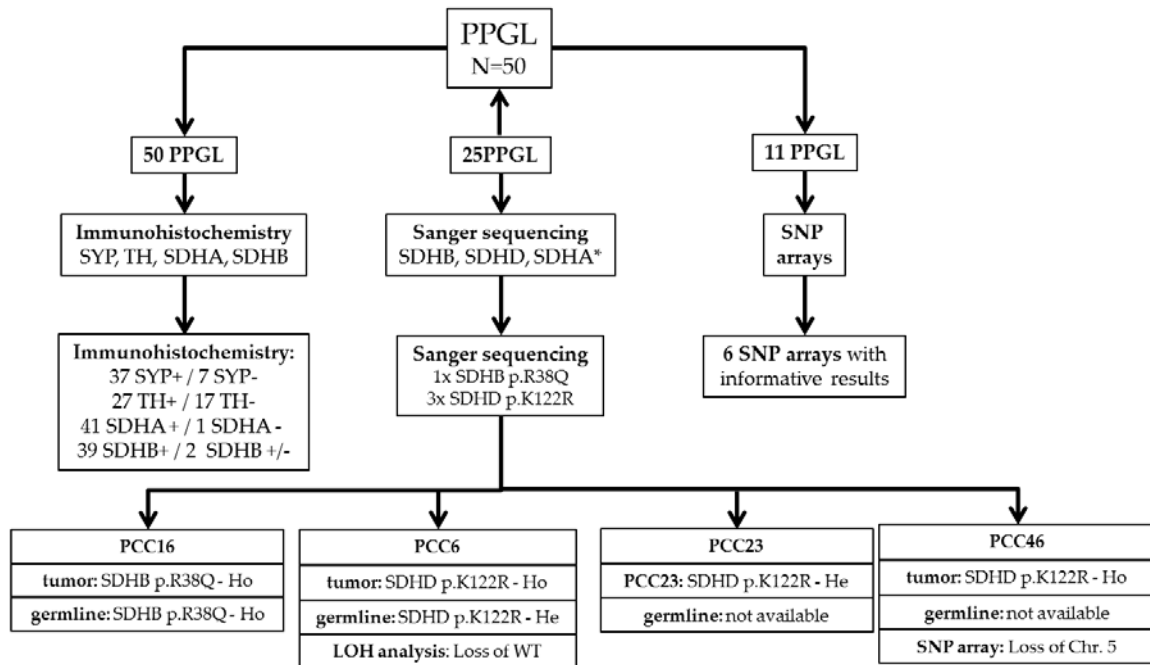 PPGL
N=50
50 PPGL
25PPGL
11 PPGL
Immunohistochemistry
SYP, TH, SDHA, SDHB
Sanger sequencing
SDHB, SDHD, SDHA*
SNP
arrays
Immunohistochemistry:
37 SYP+ / 7 SYP-
27 TH+ / 17 TH-
41 SDHA + / 1 SDHA -
39 SDHB+ / 2 SDHB +/-
Sanger sequencing
1x SDHB p.R38Q
3x SDHD p.K122R
6 SNP arrays with
informative results
PCC16
tumor: SDHB p.R38Q - Ho
germline: SDHB p.R38Q - Ho
PCC6
tumor: SDHD p.K122R - Ho
germline: SDHD p.K122R - He
LOH analysis: Loss of WT
PCC23
PCC23: SDHD p.K122R - He
germline: not available
PCC46
tumor: SDHD p.K122R - Ho
germline: not available
SNP array: Loss of Chr. 5